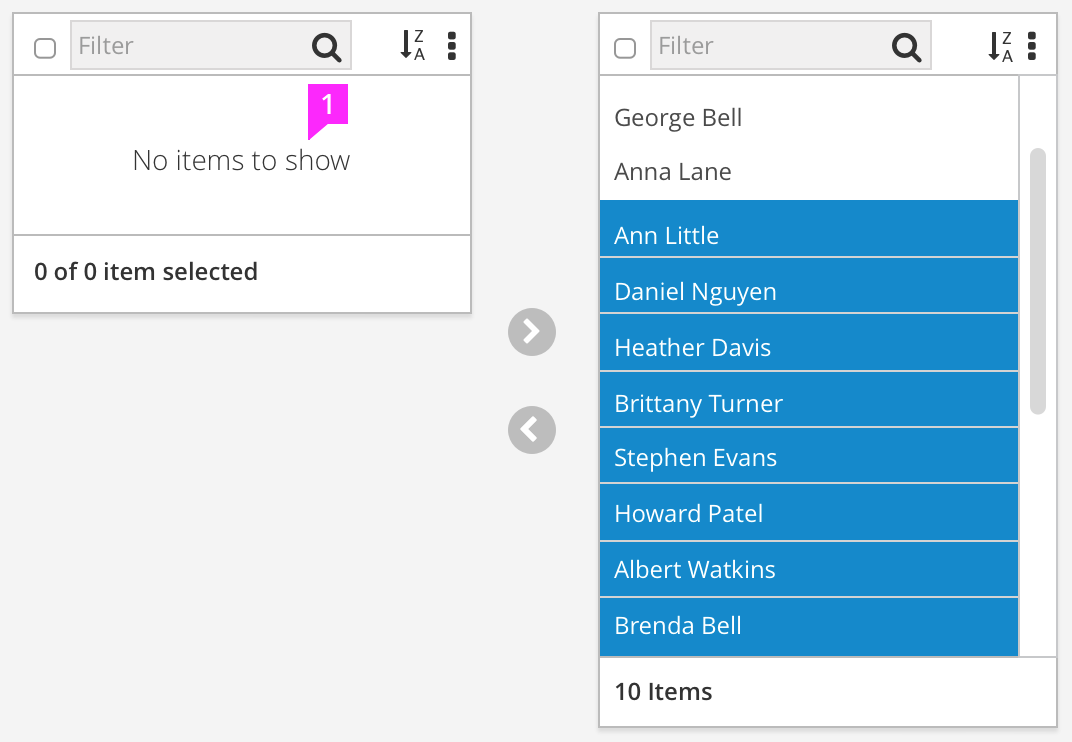 Filter
Z
A
1
No items to show
0 of 0 item selected
Filter
Z
A
George Bell
Anna Lane
Ann Little
Daniel Nguyen
Heather Davis
Brittany Turner
Stephen Evans
Howard Patel
Albert Watkins
Brenda Bell
10 Items